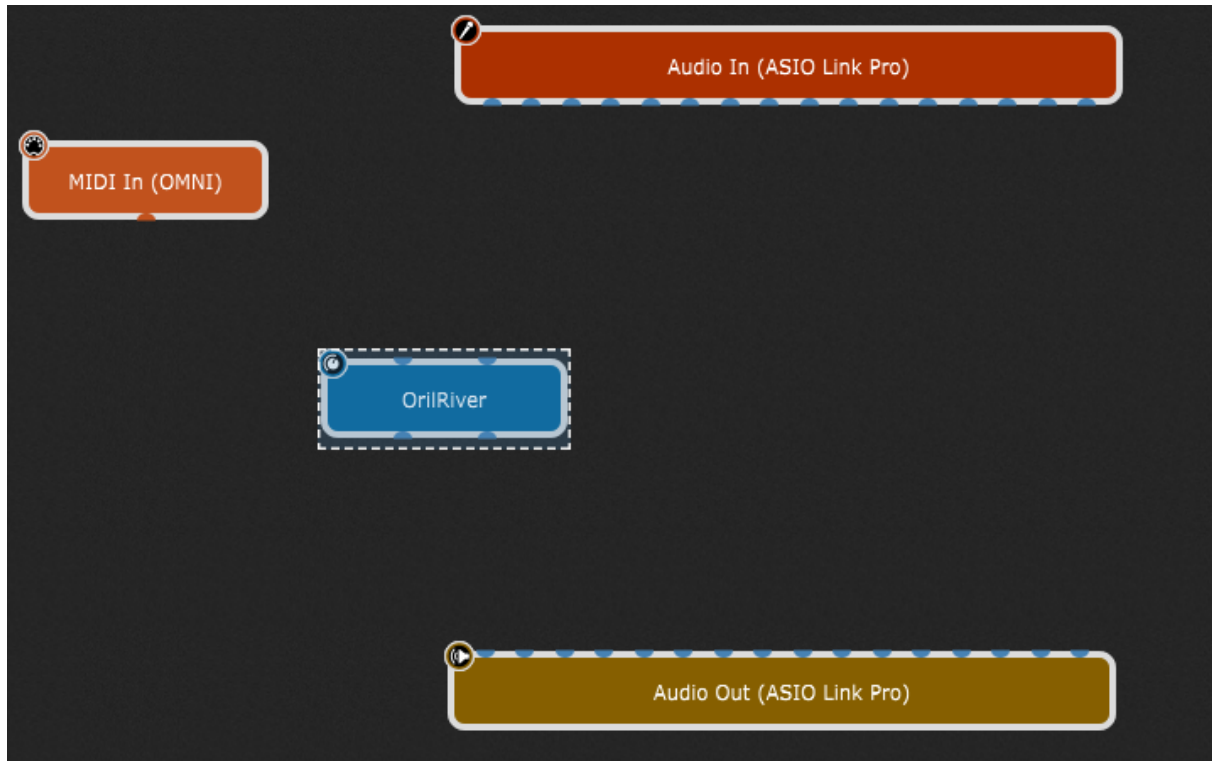 Audio In (ASIO Link Pro)
MIDI In (OMNI)
OrilRiver
Audio Out (ASIO Link Pro)